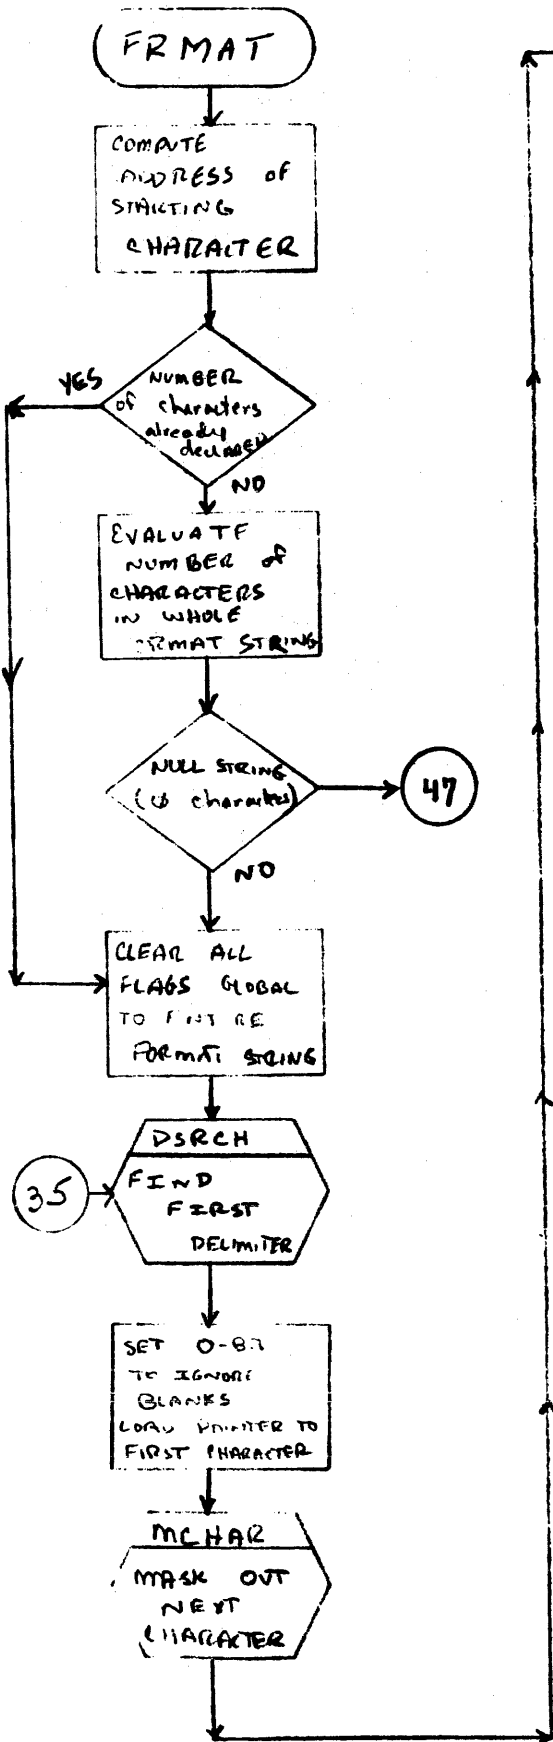 FRMAT
COMPUTE
ADDRESS of
STARTING
CHARACTER
YES
NUMBER
of characters
already
declared
NO
EVALUATE
NUMBER of
CHARACTERS
IN WHOLE
FORMAT STRING
NULL STRING
(0 characters)
47
NO
CLEAR ALL
FLAGS GLOBAL
TO ENTIRE
FORMAT STRING
DSRCH
35
FIND
FIRST
DELIMITER
SET
TO IGNORE
BLANKS
LOAD POINTER TO
FIRST CHARACTER
MCHAR
MASK OUT
NEXT
CHARACTER